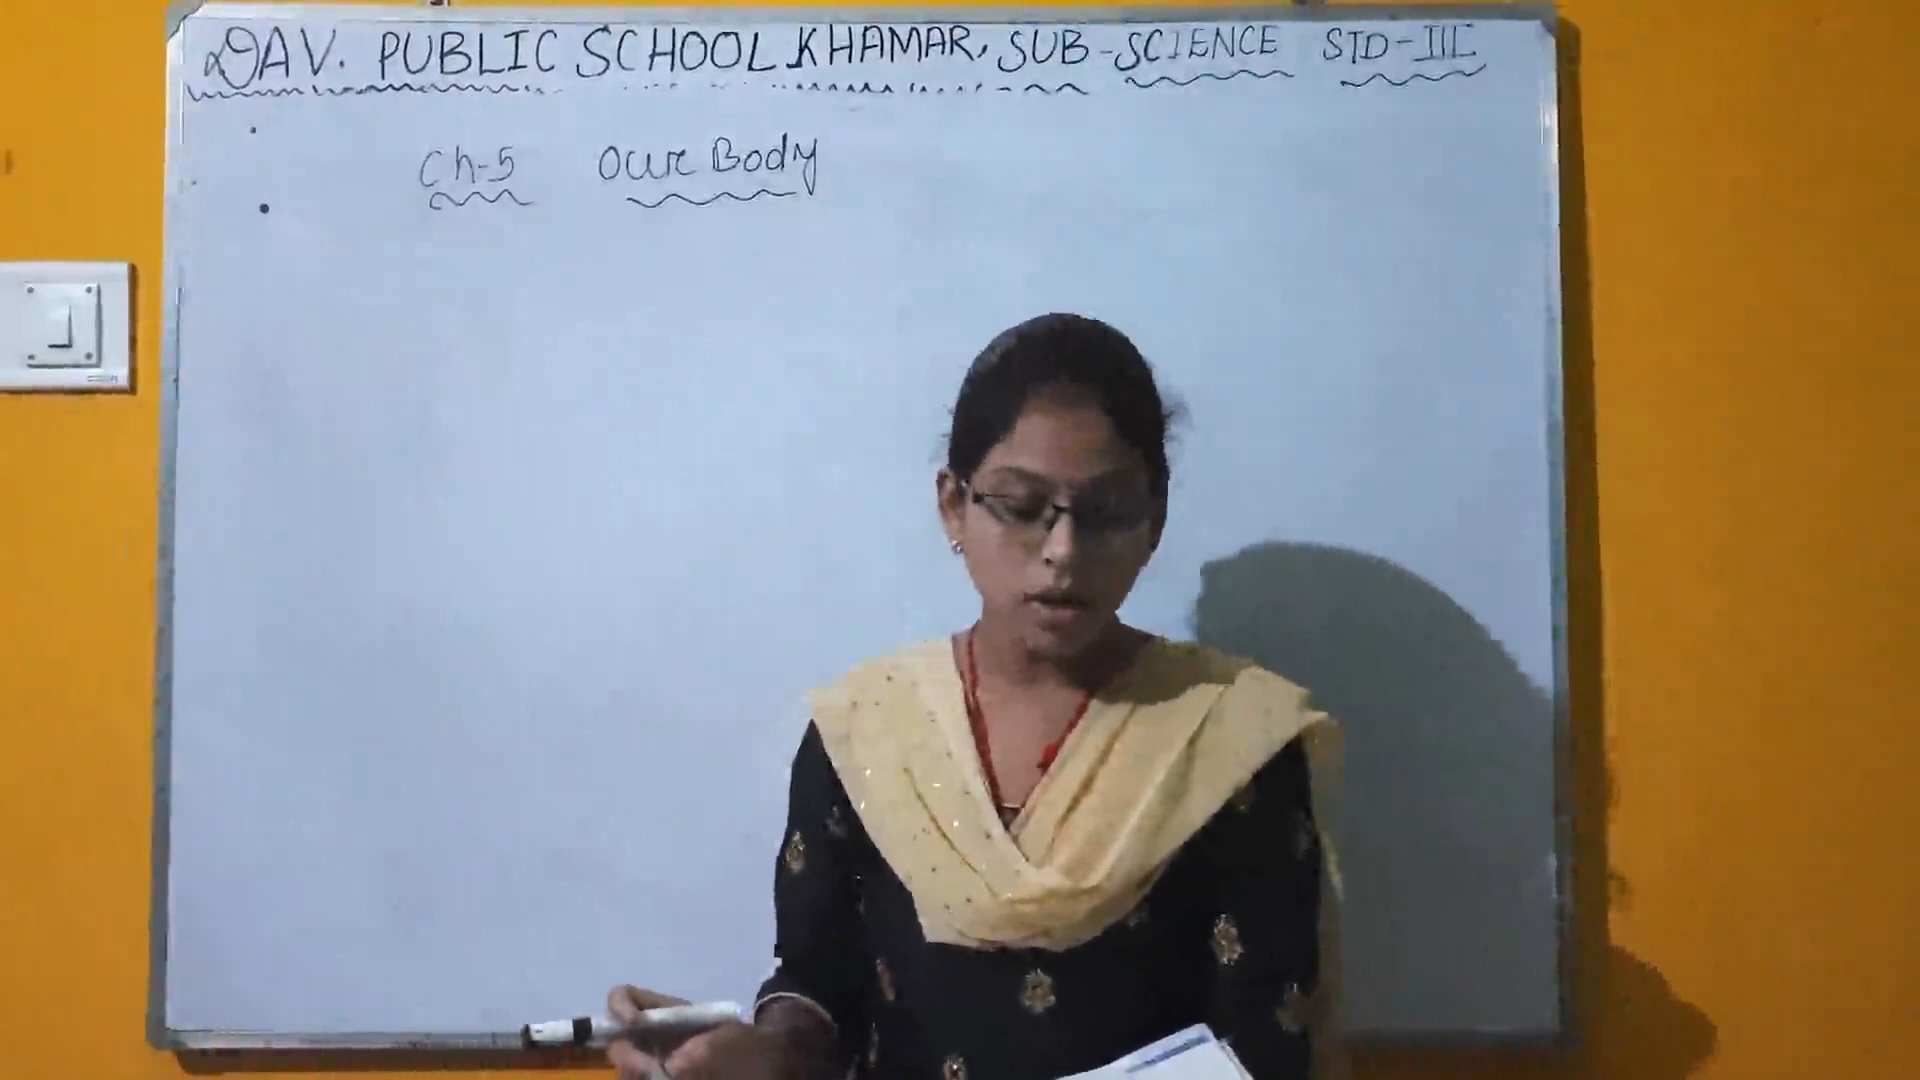 DAV. PUBLIC SCHOOL KHAMAR, SUB-SCIENCE STD-III
Ch-5 Our Body